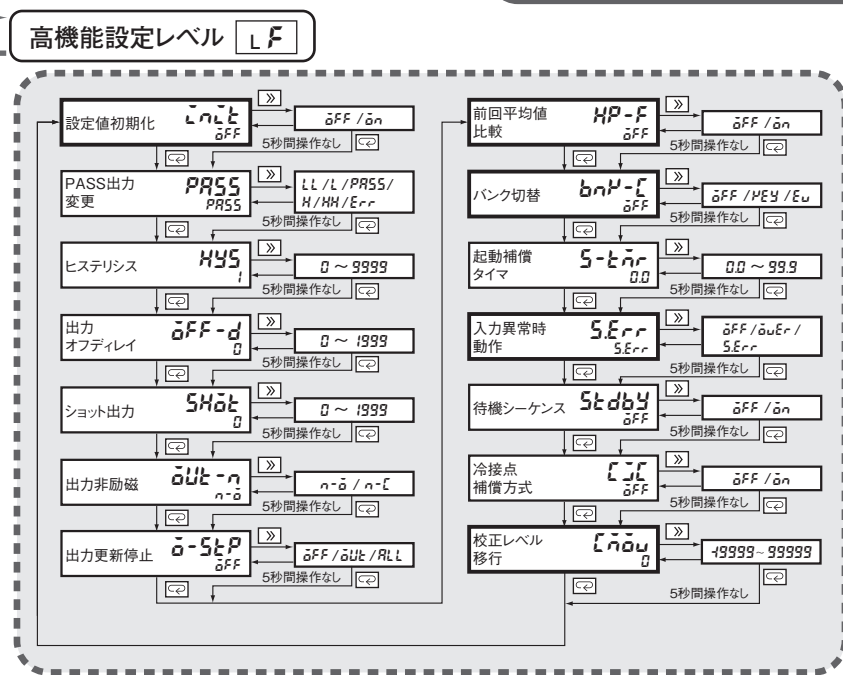 高機能設定レベル LF
設定値初期化
init
oFF
oFF /on
5秒間操作なし
PASS出力
変更
PASS
PASS
LL /L /PASS/
H/HH/Err
5秒間操作なし
ヒステリシス
HYS
1
0 ～ 9999
5秒間操作なし
出力
オフディレイ
oFF-d
0
0 ～ 1999
5秒間操作なし
ショット出力
SHot
0
0 ～ 1999
5秒間操作なし
出力非励磁
oUt-n
n-o
n-o / n-C
5秒間操作なし
出力更新停止
o-StP
oFF
oFF /oUt /ALL
5秒間操作なし
前回平均値
比較
HP-F
oFF
oFF /on
5秒間操作なし
バンク切替
bnK-C
oFF
oFF /KEY /Ev
5秒間操作なし
起動補償
タイマ
S-tmr
0.0
0.0 ～ 99.9
5秒間操作なし
入力異常時
動作
S.Err
S.Err
oFF /ovEr /
S.Err
5秒間操作なし
待機シーケンス
Stdby
oFF
oFF /on
5秒間操作なし
冷接点
補償方式
CJC
oFF
oFF /on
5秒間操作なし
校正レベル
移行
Cmov
0
-19999~ 99999
5秒間操作なし